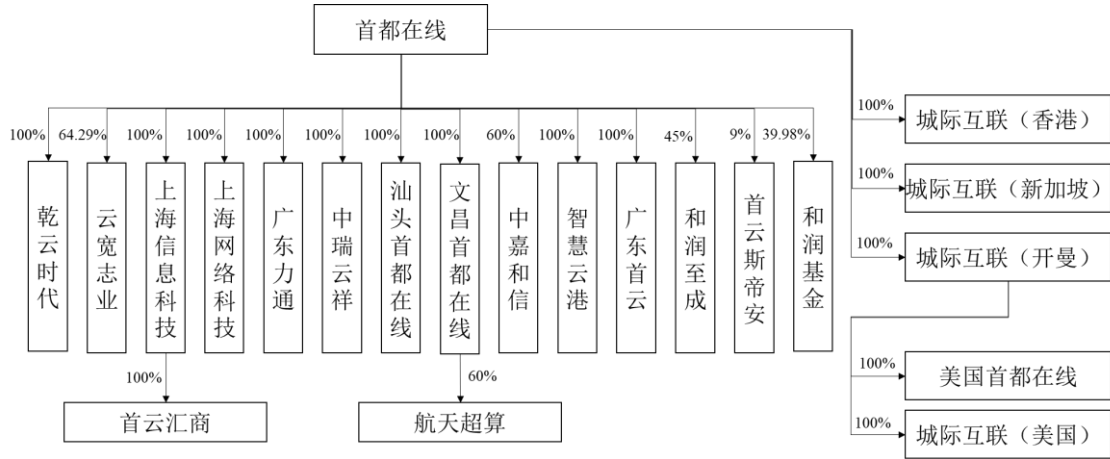 首都在线
100%
64.29%
100%
100%
100%
100%
100%
100%
60%
100%
100%
45%
9%
39.98%
乾云时代
云宽志业
上海信息科技
上海网络科技
广东力通
中瑞云祥
汕头首都在线
文昌首都在线
中嘉和信
智慧云港
广东首云
和润至成
首云斯帝安
和润基金
100%
首云汇商
60%
航天超算
100%
城际互联（香港）
100%
城际互联（新加坡）
100%
城际互联（开曼）
100%
美国首都在线
100%
城际互联（美国）